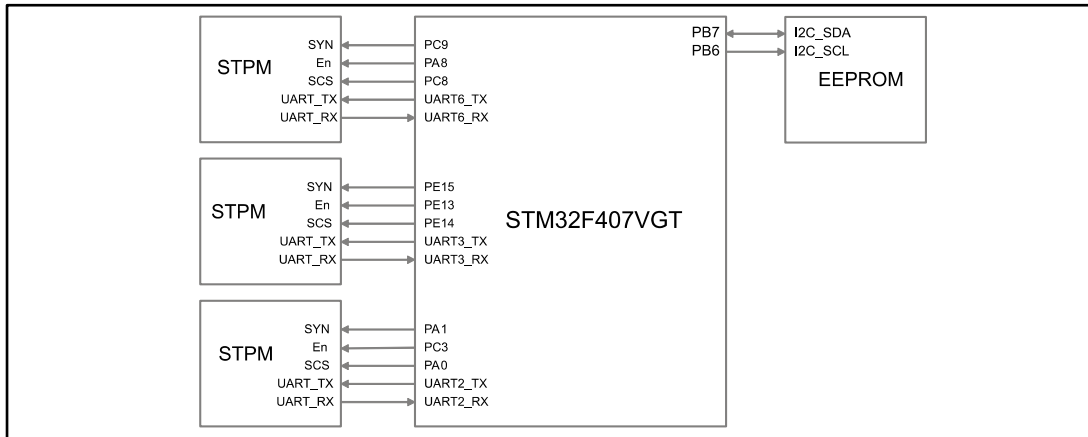 PB7 I2C_SDA
PB6 I2C_SCL
EEPROM
STPM
SYN PC9
En PA8
SCS PC8
UART_TX UART6_TX
UART_RX UART6_RX
STPM
SYN PE15
En PE13
SCS PE14
UART_TX UART3_TX
UART_RX UART3_RX
STM32F407VGT
STPM
SYN PA1
En PC3
SCS PA0
UART_TX UART2_TX
UART_RX UART2_RX